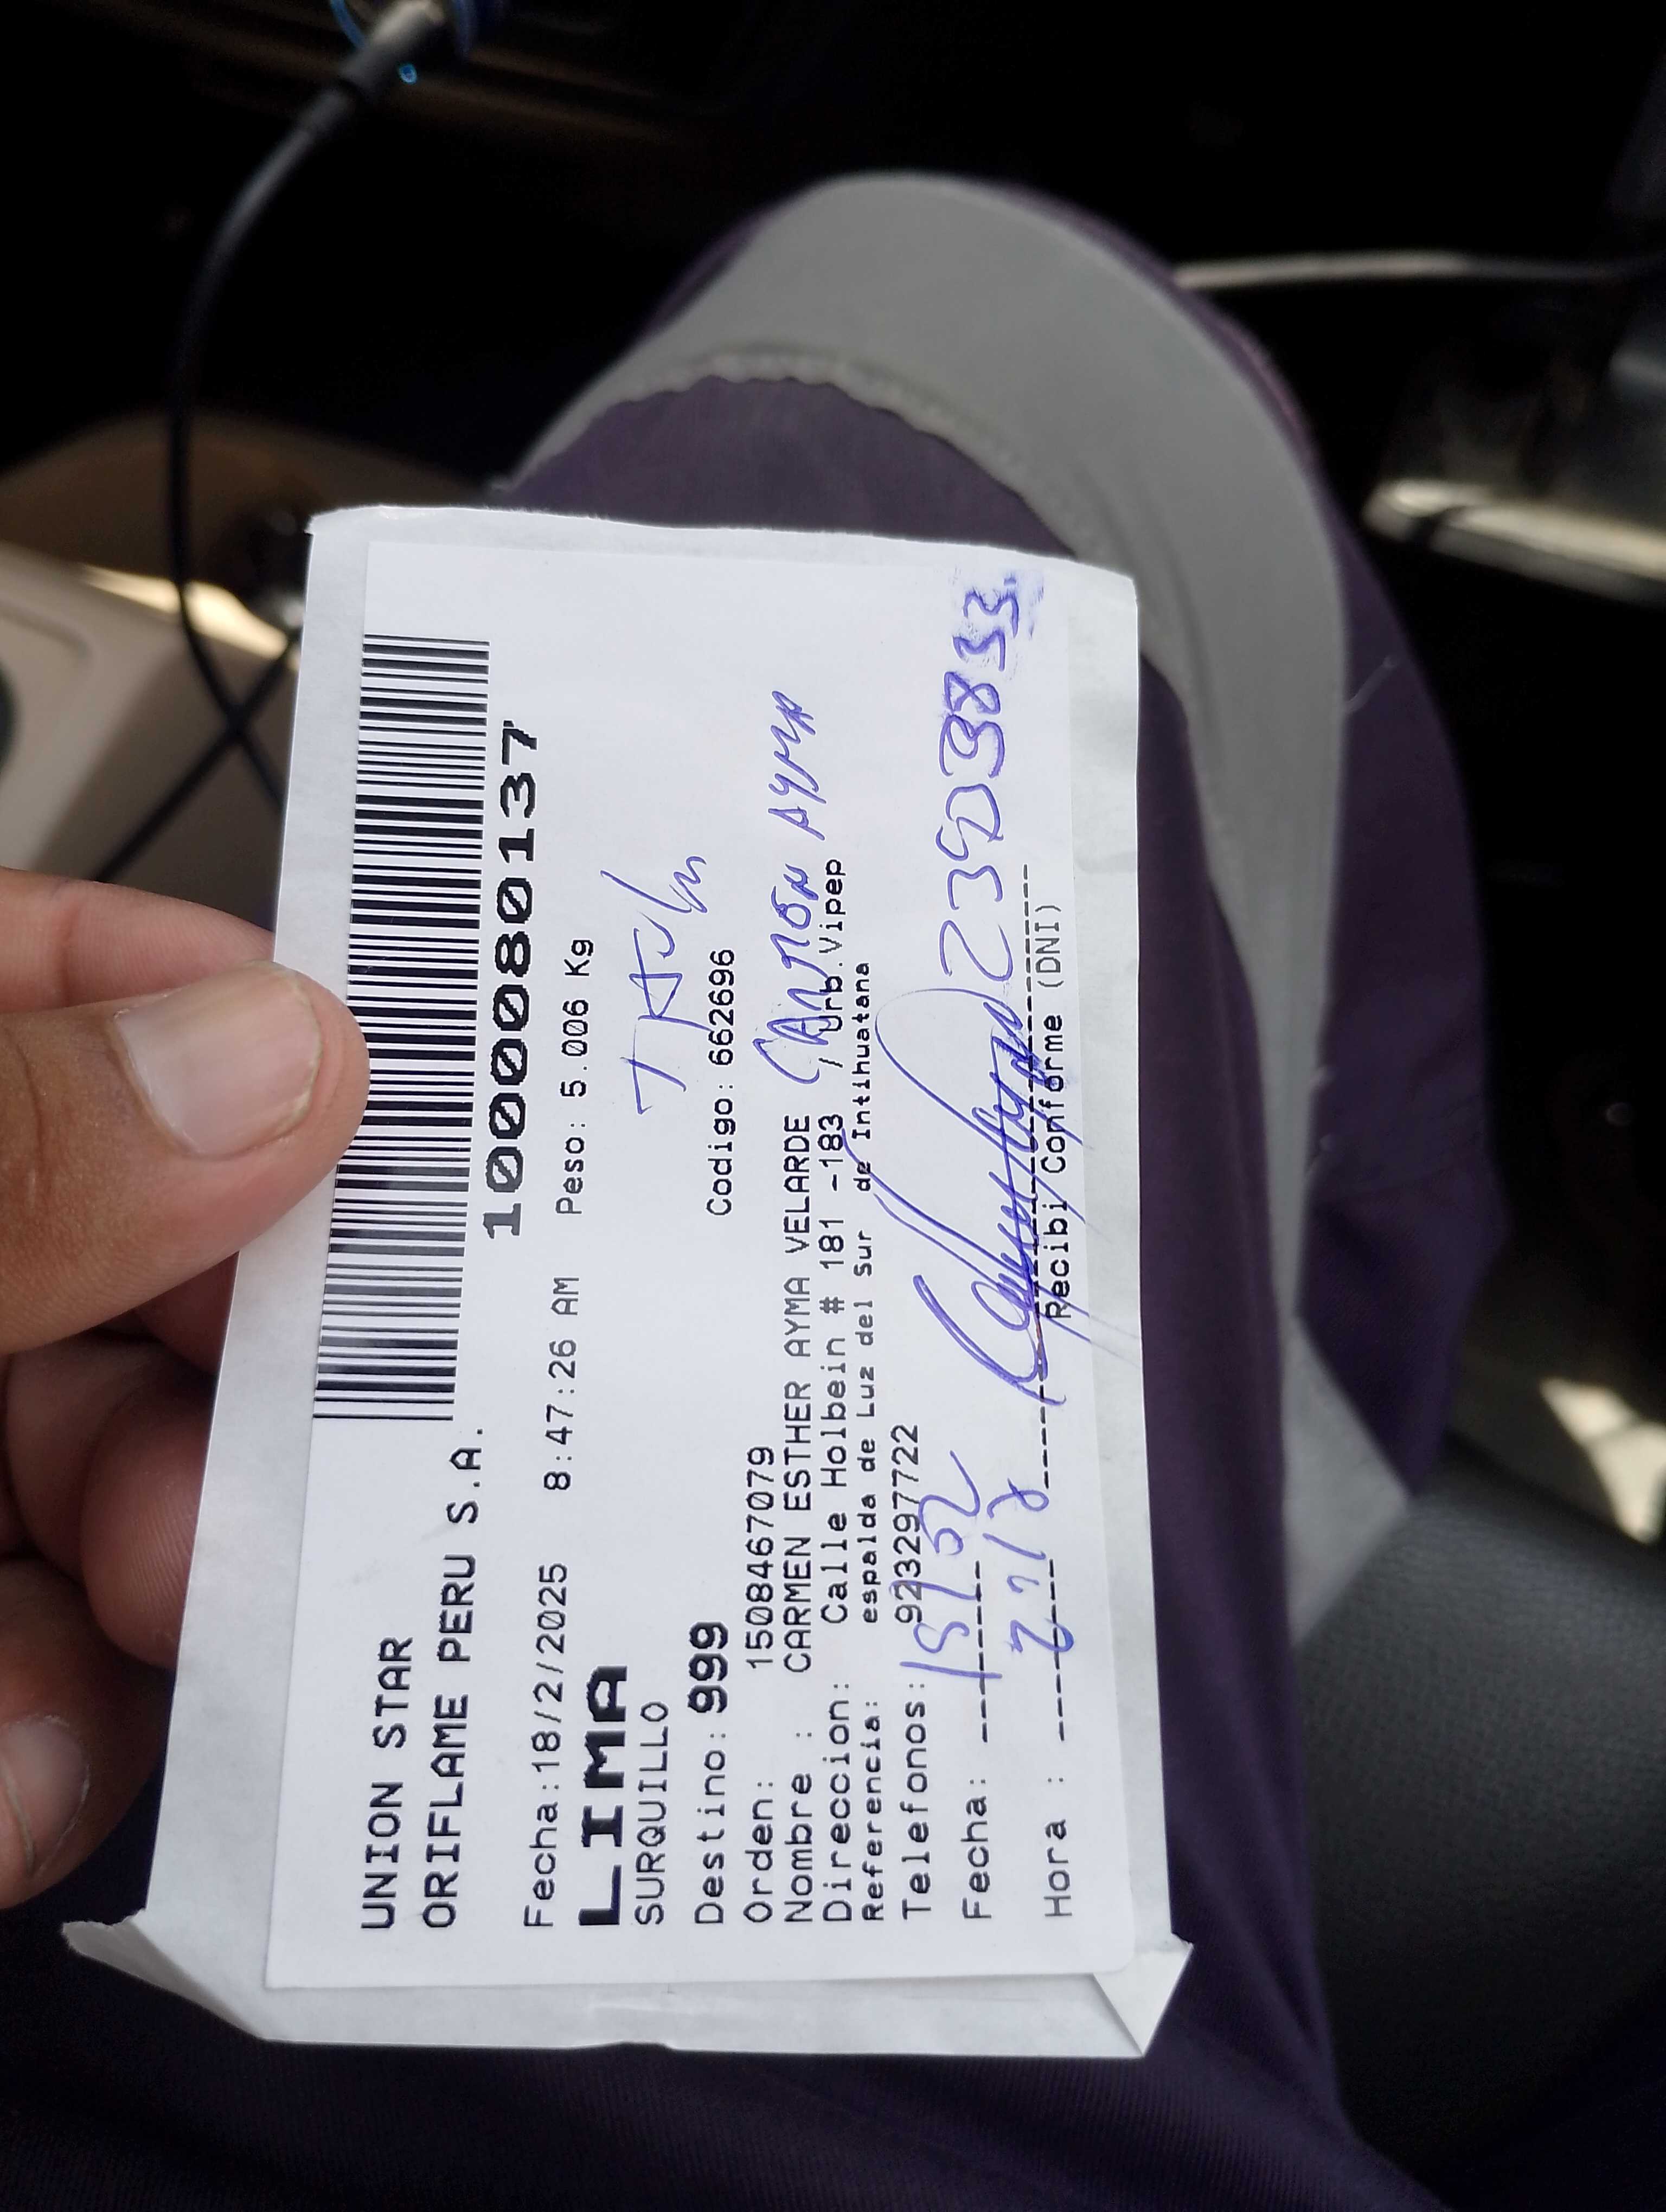 1000080137
UNION STAR
ORIFLAME PERU S.A.
Fecha:18/2/2025 8:47:26 AM Peso: 5.006 Kg
LIMA
SURQUILLO
Destino: 999 Codigo: 662696
Orden: 1508467079
Nombre : CARMEN ESTHER AYMA VELARDE
Direccion: Calle Holbein # 181 -183 ,Urb.Vipep
Referencia: espalda de Luz del Sur de Intihuatana
Telefonos: 923297722
Fecha:
Hora :
Recibi Conforme (DNI)